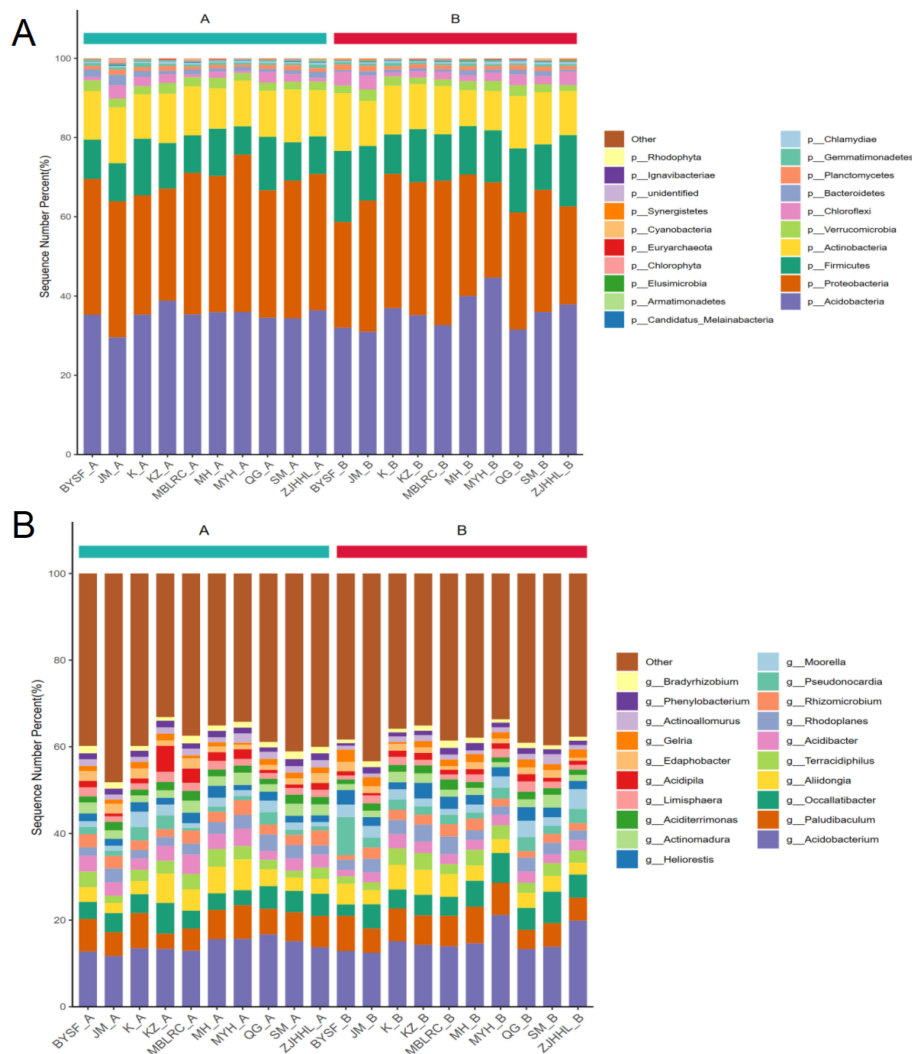 A
A B
Sequence Number Percent(%)
100
80
60
40
20
0
BYSF_A
JM_A
K_A
KZ_A
MBLRC_A
MH_A
MYH_A
QG_A
SM_A
ZJHHL_A
BYSF_B
JM_B
K_B
KZ_B
MBLRC_B
MH_B
MYH_B
QG_B
SM_B
ZJHHL_B
Other
p__Rhodophyta
p__Ignavibacteriae
p__unidentified
p__Synergistetes
p__Cyanobacteria
p__Euryarchaeota
p__Chlorophyta
p__Elusimicrobia
p__Armatimonadetes
p__Candidatus_Melainabacteria
p__Chlamydiae
p__Gemmatimonadetes
p__Planctomycetes
p__Bacteroidetes
p__Chloroflexi
p__Verrucomicrobia
p__Actinobacteria
p__Firmicutes
p__Proteobacteria
p__Acidobacteria
B
A B
Sequence Number Percent(%)
100
80
60
40
20
0
BYSF_A
JM_A
K_A
KZ_A
MBLRC_A
MH_A
MYH_A
QG_A
SM_A
ZJHHL_A
BYSF_B
JM_B
K_B
KZ_B
MBLRC_B
MH_B
MYH_B
QG_B
SM_B
ZJHHL_B
Other
g__Bradyrhizobium
g__Phenylobacterium
g__Actinoallomurus
g__Gelria
g__Edaphobacter
g__Acidipila
g__Limisphaera
g__Aciditerrimonas
g__Actinomadura
g__Heliorestis
g__Moorella
g__Pseudonocardia
g__Rhizomicrobium
g__Rhodoplanes
g__Acidibacter
g__Terracidiphilus
g__Aliidongia
g__Occallatibacter
g__Paludibaculum
g__Acidobacterium